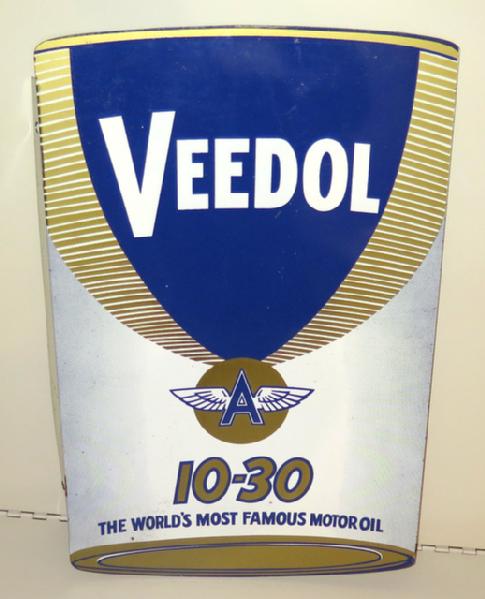 VEEDOL
A
10-30
THE WORLD'S MOST FAMOUS MOTOR OIL